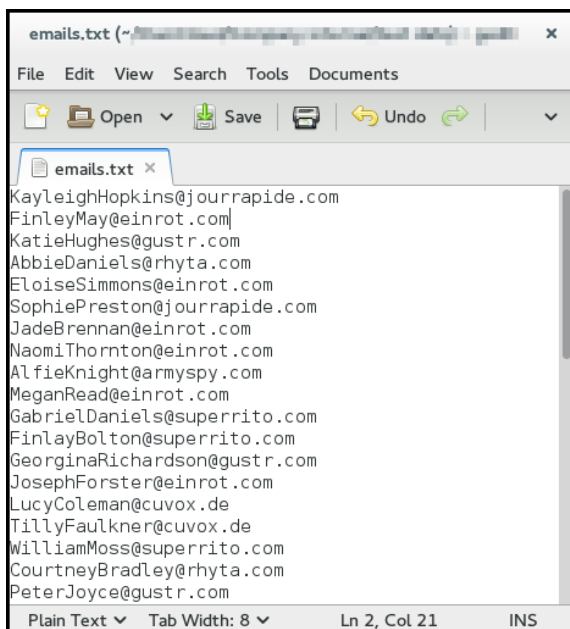 emails.txt (~/
File Edit View Search Tools Documents
Open Save Undo
emails.txt
KayleighHopkins@jourrapide.com
FinleyMay@einrot.com
KatieHughes@gustr.com
AbbieDaniels@rhyta.com
EloiseSimmons@einrot.com
SophiePreston@jourrapide.com
JadeBrennan@einrot.com
NaomiThornton@einrot.com
AlfieKnight@armyspy.com
MeganRead@einrot.com
GabrielDaniels@superrito.com
FinlayBolton@superrito.com
GeorginaRichardson@gustr.com
JosephForster@einrot.com
LucyColeman@cuvox.de
TillyFaulkner@cuvox.de
WilliamMoss@superrito.com
CourtneyBradley@rhyta.com
PeterJoyce@gustr.com
Plain Text Tab Width: 8 Ln 2, Col 21 INS